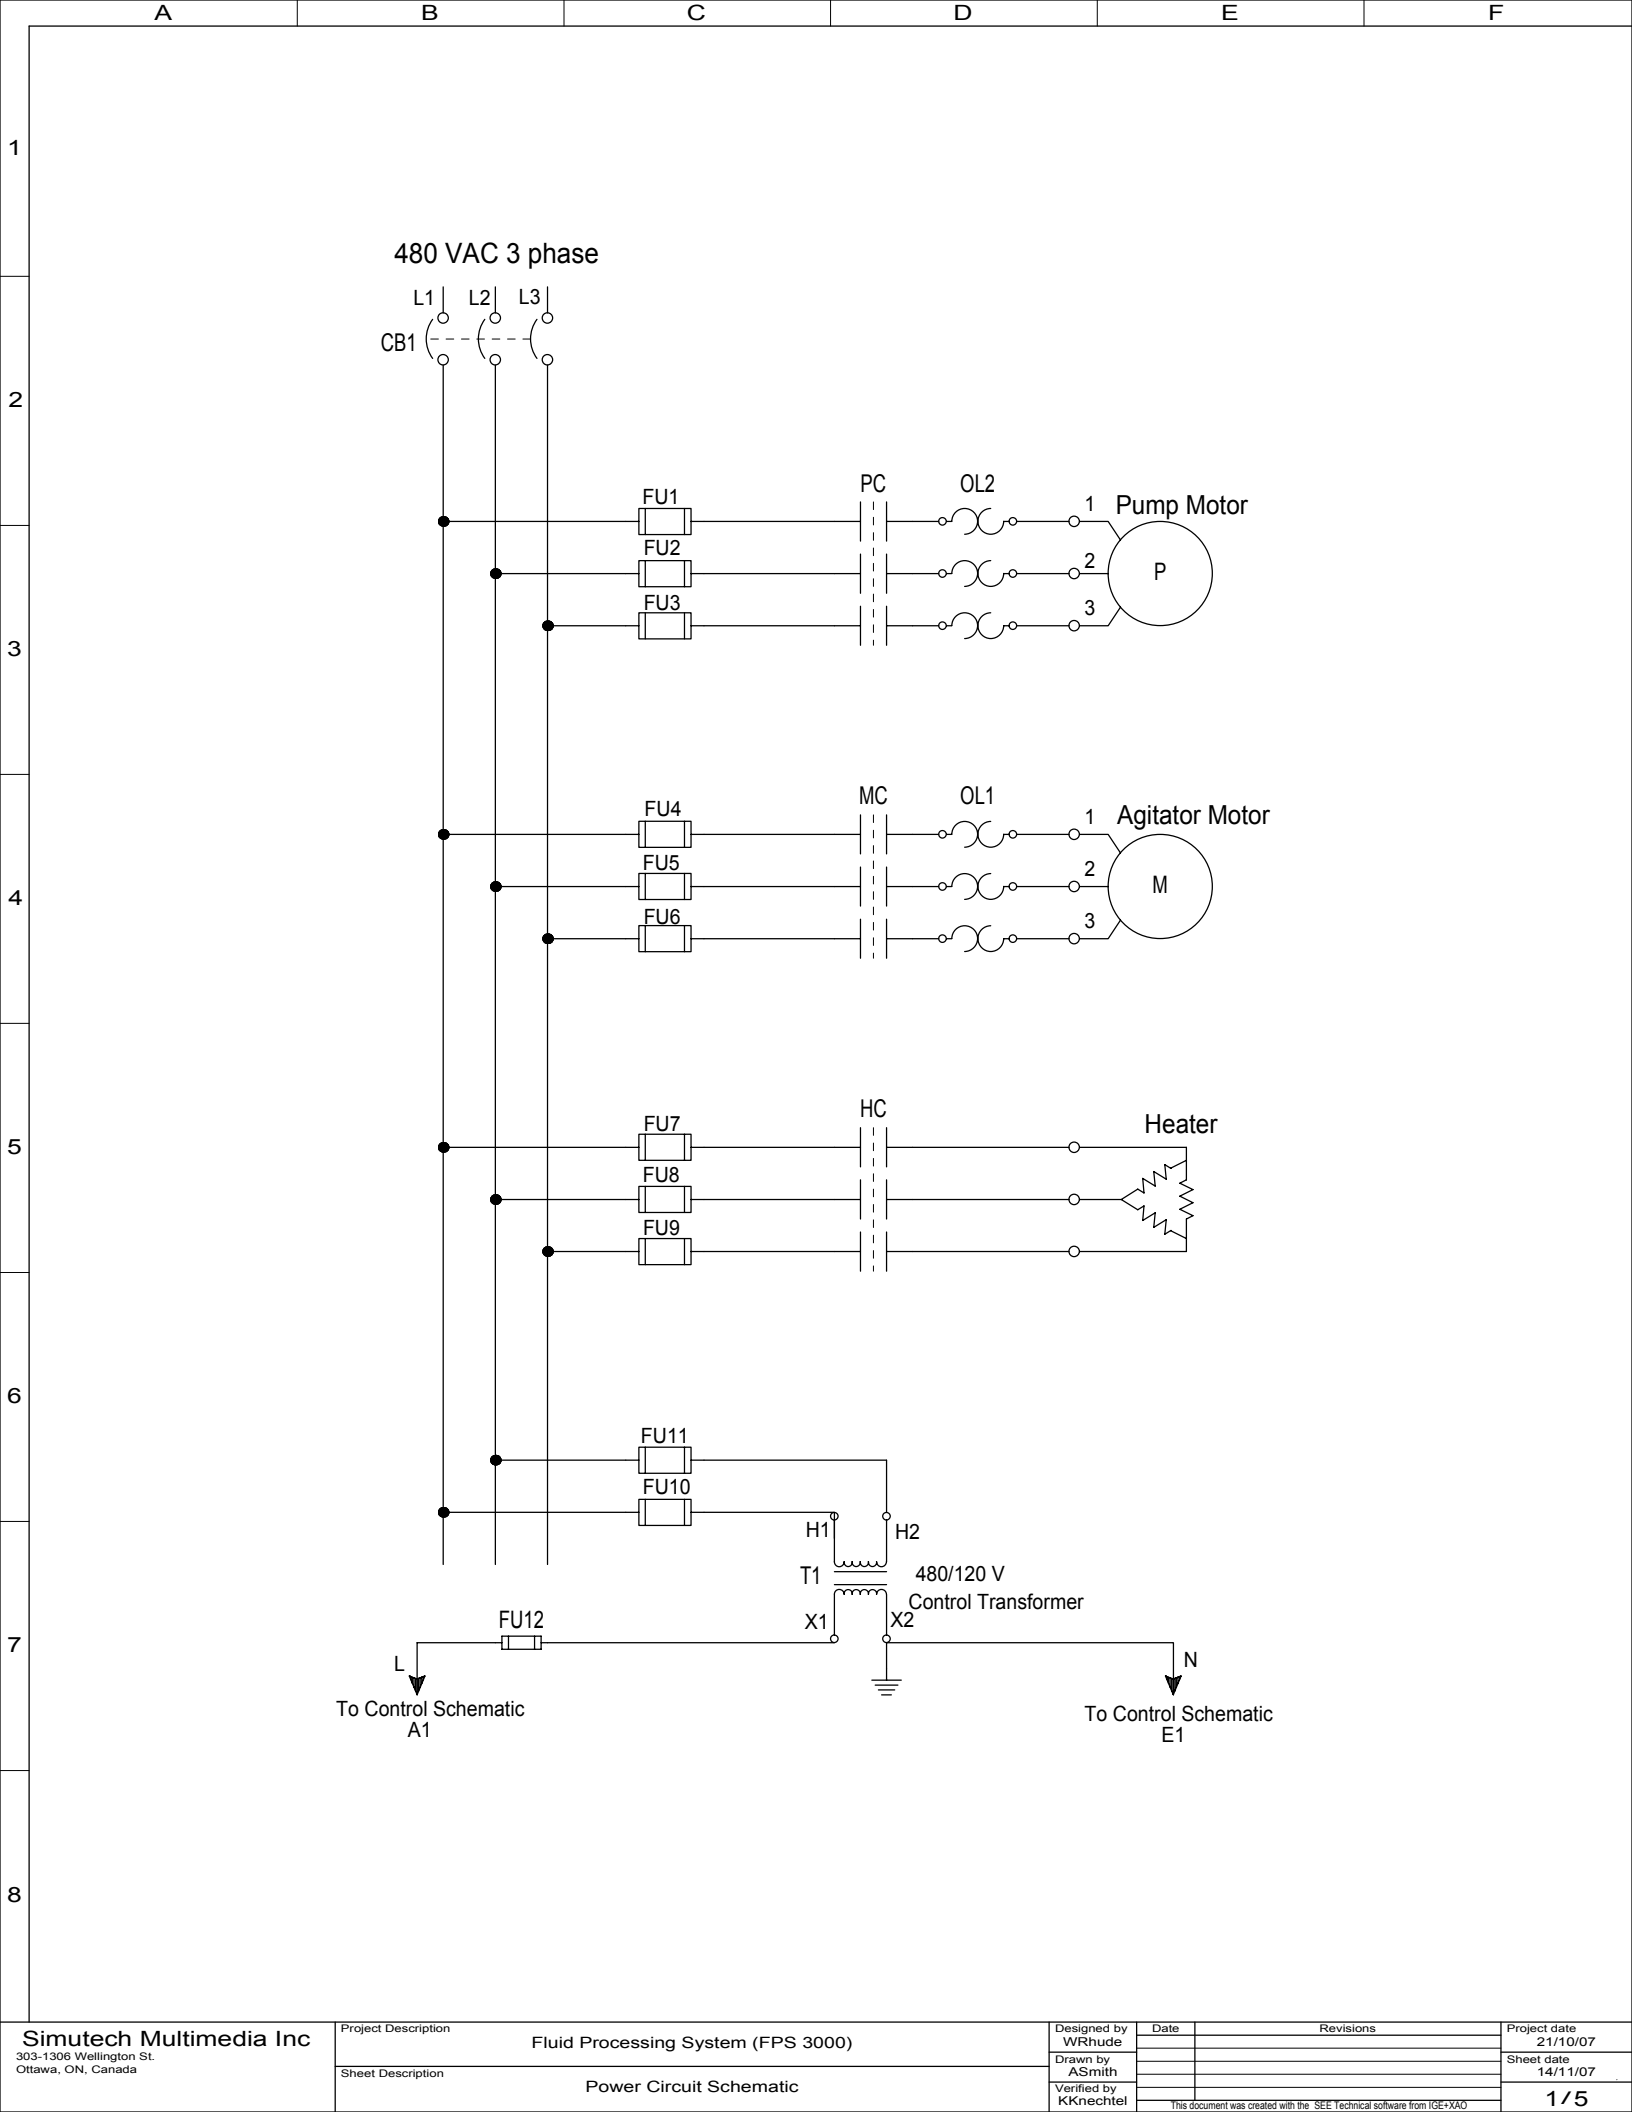 A B C D E F
1
480 VAC 3 phase
L1 L2 L3
CB1
2
PC OL2
FU1 1 Pump Motor
FU2 2 P
FU3 3
3
MC OL1
FU4 1 Agitator Motor
FU5 2 M
FU6 3
4
HC
FU7 Heater
5
FU8
FU9
6
FU11
FU10
H1 H2
T1 480/120 V
Control Transformer
FU12 X1 X2
7
L N
To Control Schematic
A1
To Control Schematic
E1
8
Simutech Multimedia Inc
303-1306 Wellington St.
Ottawa, ON, Canada
Project Description
Fluid Processing System (FPS 3000)
Sheet Description
Power Circuit Schematic
Designed by
WRhude
Drawn by
ASmith
Verified by
KKnechtel
Date Revisions
This document was created with the SEE Technical software from IGE+XAO
Project date
21/10/07
Sheet date
14/11/07
1/5